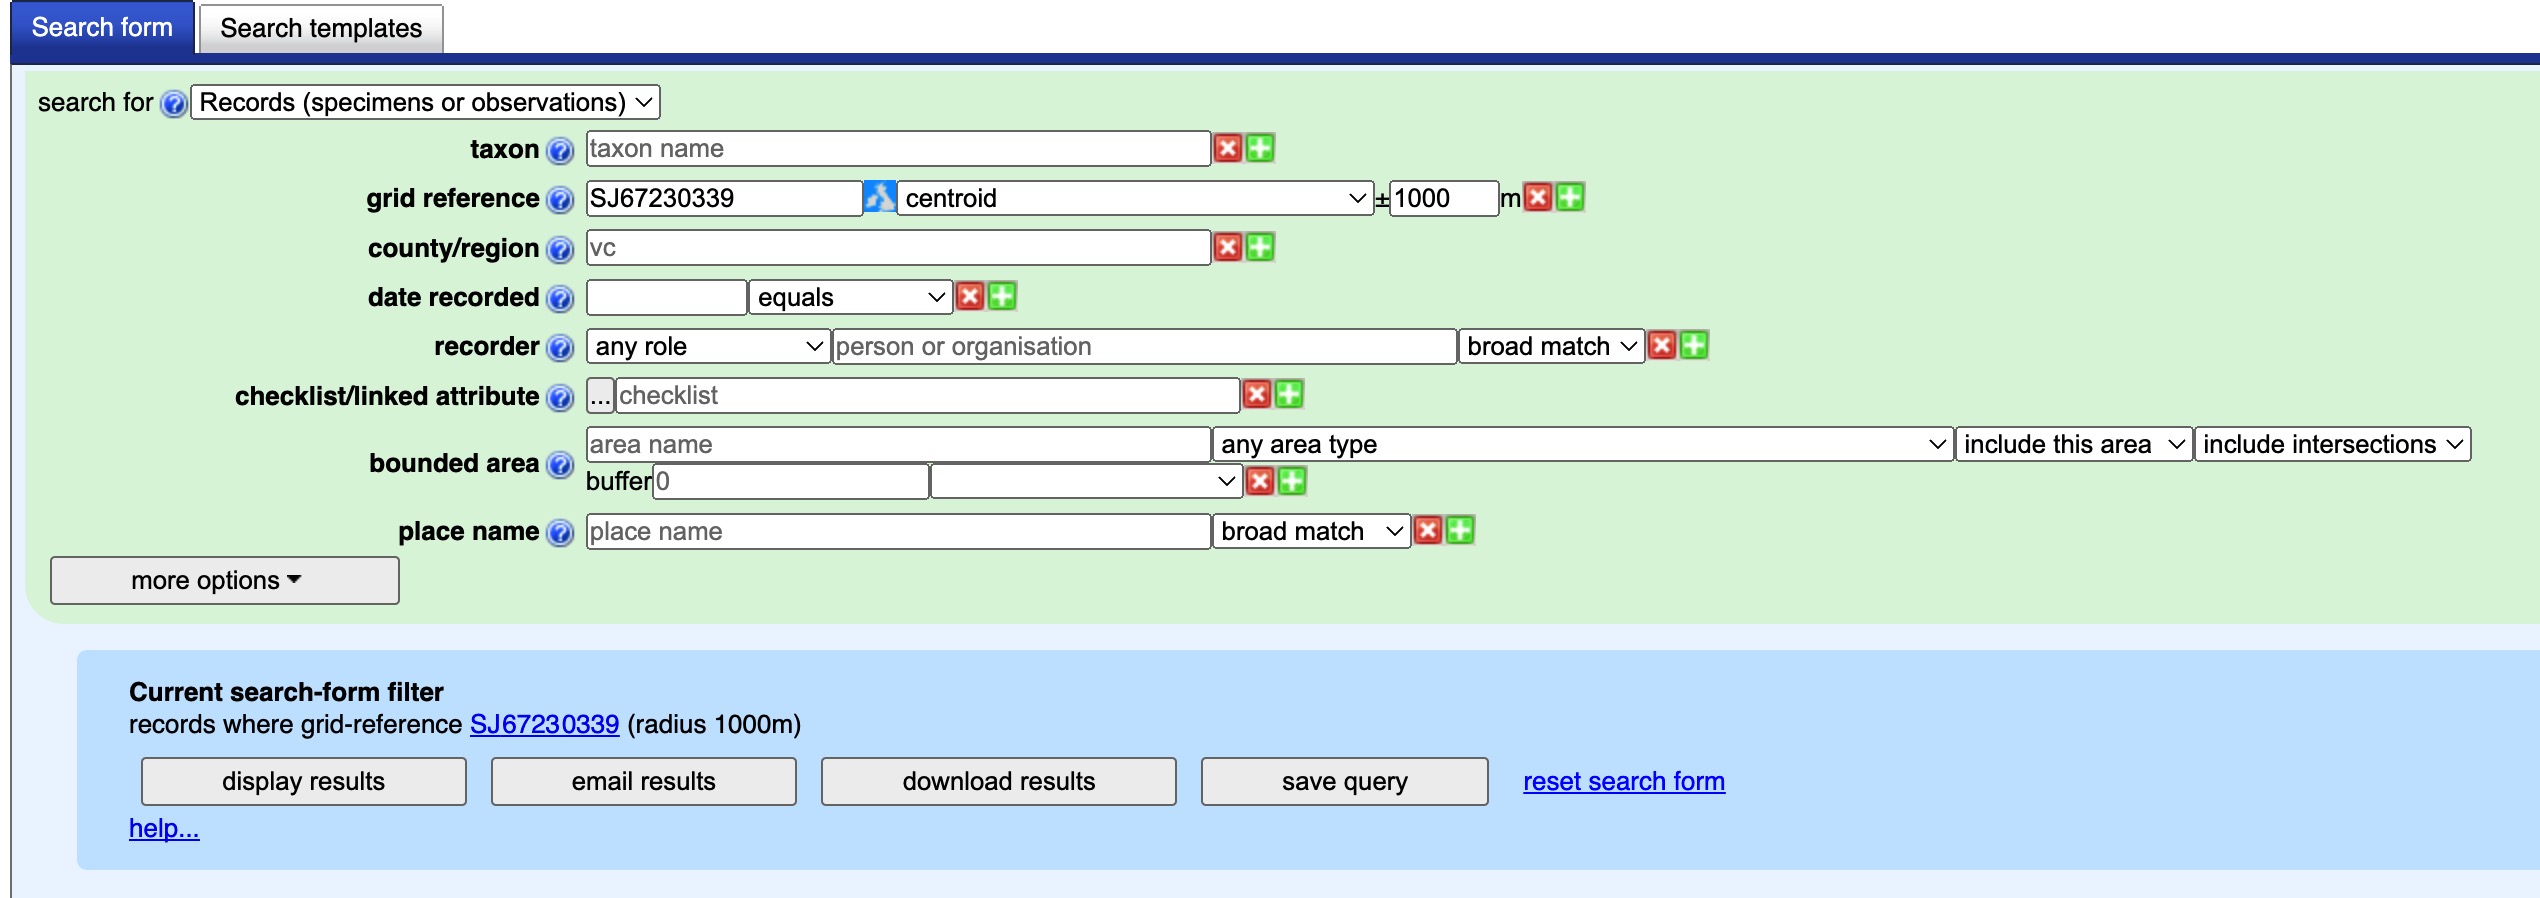 Search form Search templates
search for Records (specimens or observations)
taxon taxon name
grid reference SJ67230339 centroid ±1000 m
county/region vc
date recorded equals
recorder any role person or organisation broad match
checklist/linked attribute ... checklist
bounded area area name any area type include this area include intersections
buffer 0
place name place name broad match
more options
Current search-form filter
records where grid-reference SJ67230339 (radius 1000m)
display results email results download results save query reset search form
help...